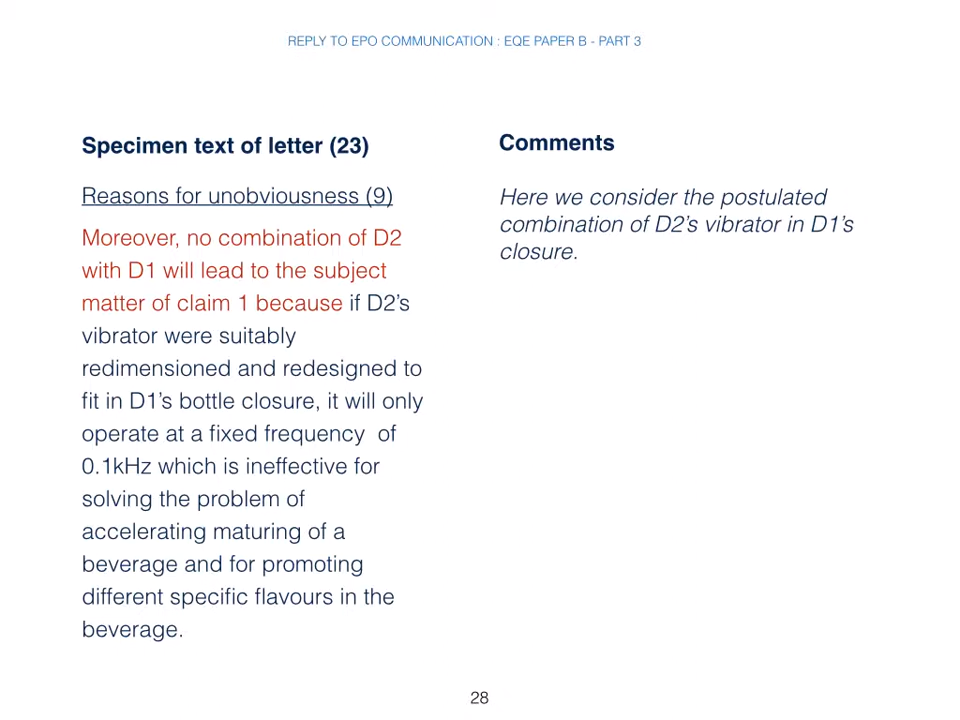 REPLY TO EPO COMMUNICATION : EQE PAPER B - PART 3
Specimen text of letter (23)
Reasons for unobviousness (9)
Moreover, no combination of D2
with D1 will lead to the subject
matter of claim 1 because if D2’s
vibrator were suitably
redimensioned and redesigned to
fit in D1’s bottle closure, it will only
operate at a fixed frequency  of
0.1kHz which is ineffective for
solving the problem of
accelerating maturing of a
beverage and for promoting
different specific flavours in the
beverage.
Comments
Here we consider the postulated
combination of D2’s vibrator in D1’s
closure.
28